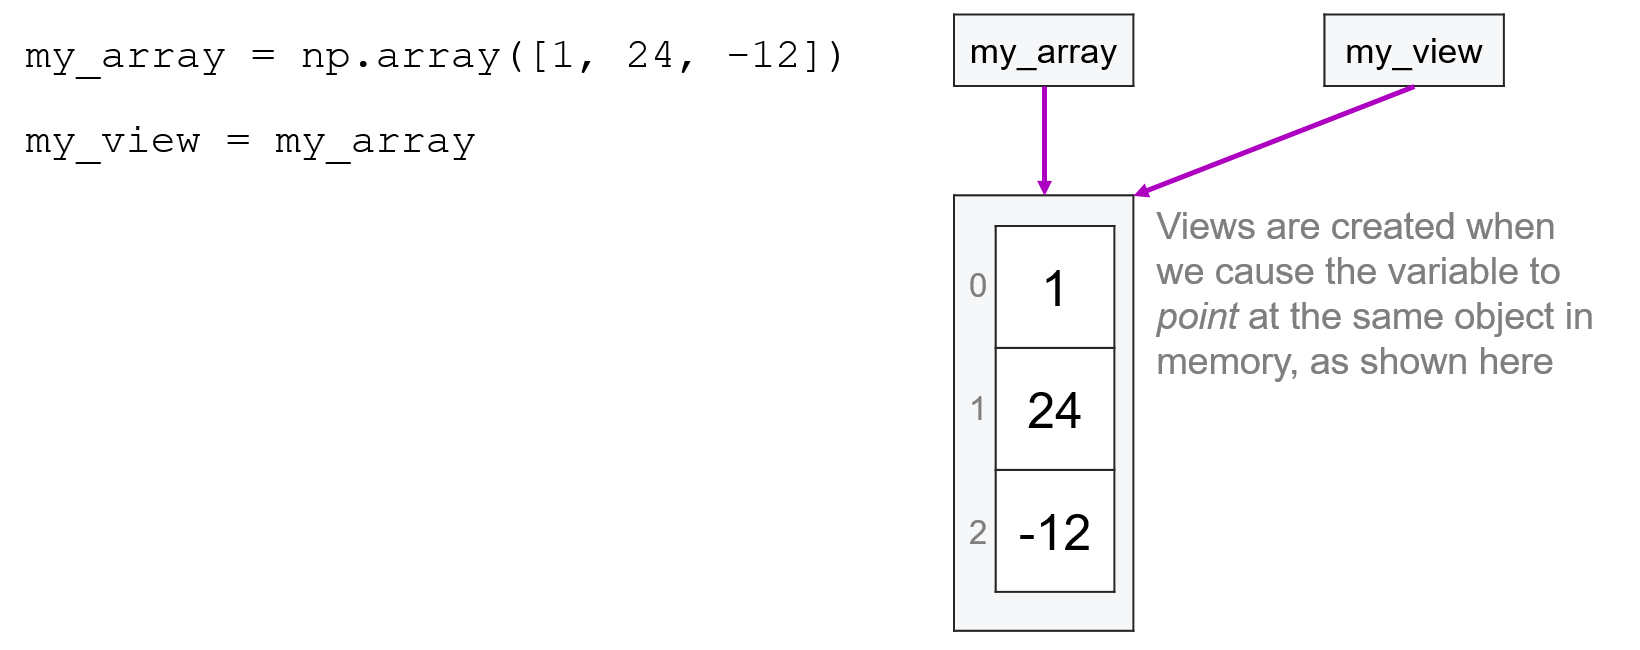 my_array = np.array([1, 24, -12])
my_view = my_array
my_array
my_view
0
1
1
24
2
-12
Views are created when
we cause the variable to
point at the same object in
memory, as shown here